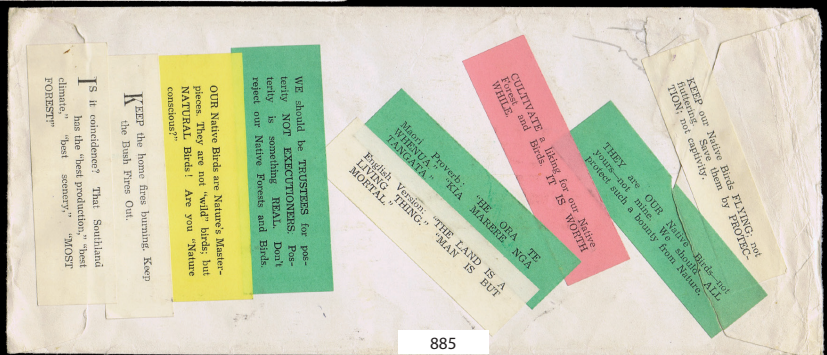 IS it coincidence? That Southland
has the "best production," "best
climate," "best scenery," "MOST
FOREST!"
KEEP the home fires burning. Keep
the Bush Fires Out.
OUR Native Birds are Nature's Master-
pieces. They are not "wild" birds; but
NATURAL Birds! Are you "Nature
conscious?"
WE should be TRUSTEES for pos-
terity NOT EXECUTIONERS. Pos-
terity is something REAL. Don't
reject our Native Forests and Birds.
Maori Proverb: "HE ORA TE
WHENUA," "KIA MARERE NGA
TANGATA."
English Version: "THE LAND IS A
LIVING THING," "MAN IS BUT
MORTAL."
CULTIVATE a liking for our Native
Forest and Birds. IT IS WORTH
WHILE.
THEY are OUR Native Birds—not
yours—not mine. We should ALL
protect such a bounty from Nature.
KEEP our Native Birds FLYING; not
fluttering. Save them by PROTEC-
TION; not captivity.
885